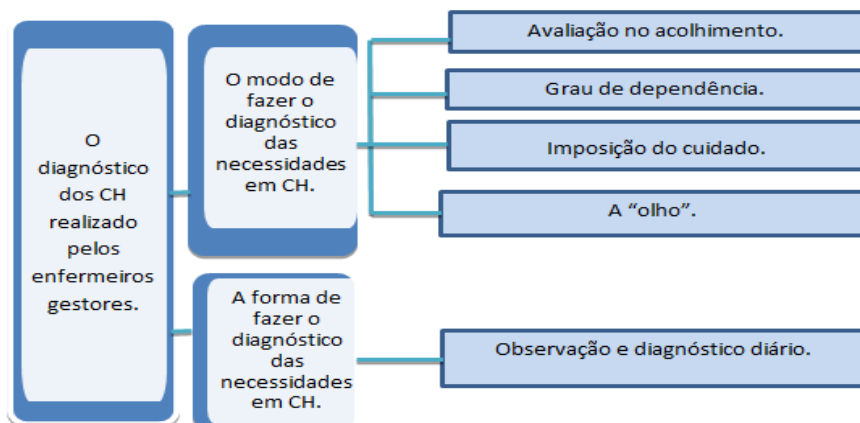 O
diagnóstico
dos CH
realizado
pelos
enfermeiros
gestores.
O modo de
fazer o
diagnóstico
das
necessidades
em CH.
Avaliação no acolhimento.
Grau de dependência.
Imposição do cuidado.
A “olho”.
A forma de
fazer o
diagnóstico
das
necessidades
em CH.
Observação e diagnóstico diário.